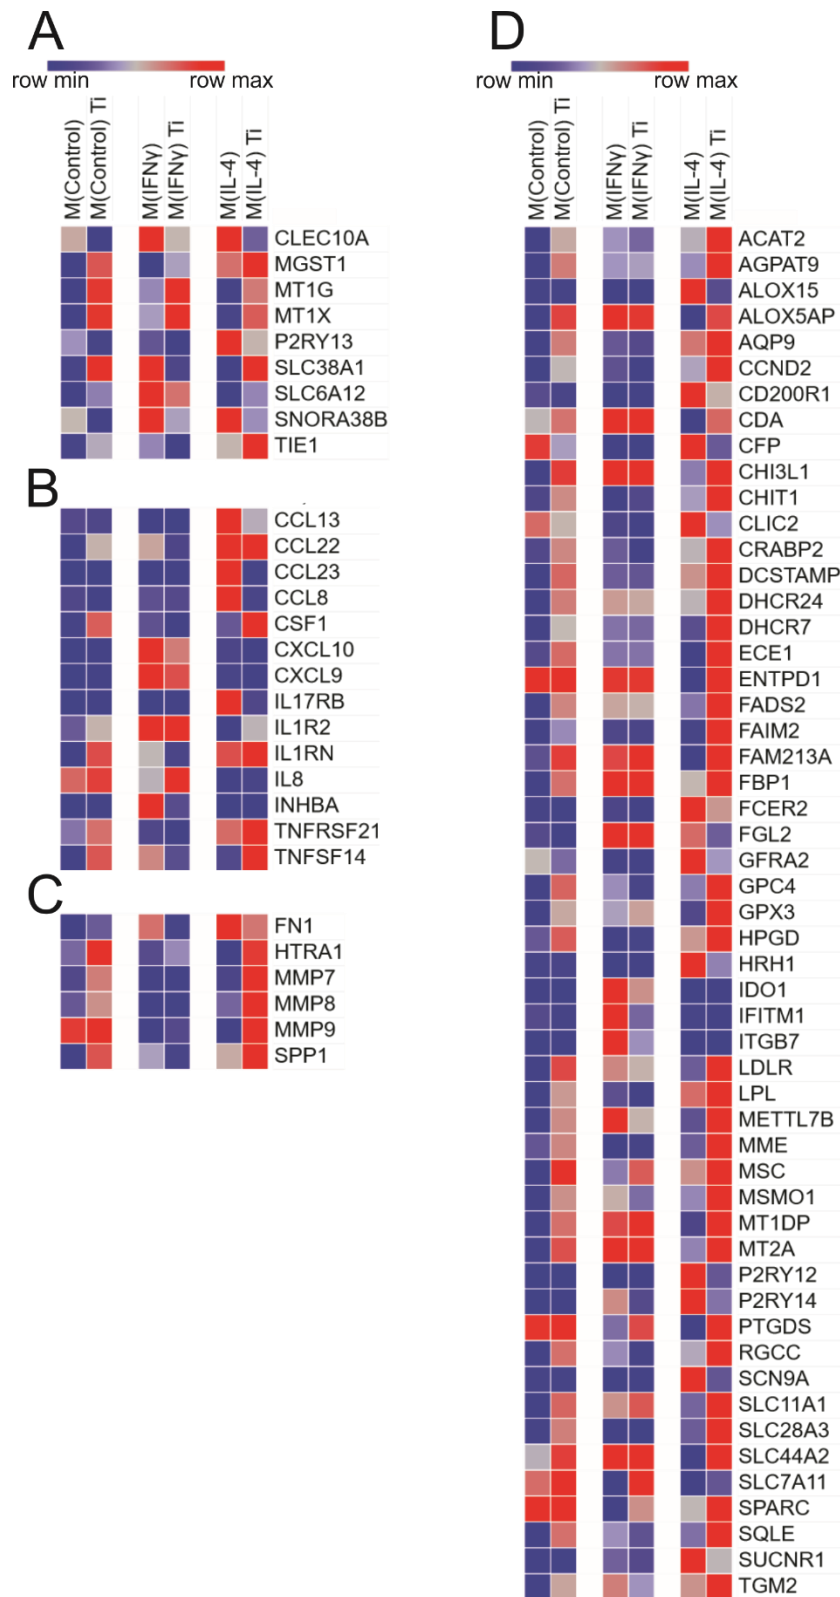 A
row min row max
M(Control)
M(Control) Ti
M(IFNγ)
M(IFNγ) Ti
M(IL-4)
M(IL-4) Ti
CLEC10A
MGST1
MT1G
MT1X
P2RY13
SLC38A1
SLC6A12
SNORA38B
TIE1
B
CCL13
CCL22
CCL23
CCL8
CSF1
CXCL10
CXCL9
IL17RB
IL1R2
IL1RN
IL8
INHBA
TNFRSF21
TNFSF14
C
FN1
HTRA1
MMP7
MMP8
MMP9
SPP1
D
row min row max
M(Control)
M(Control) Ti
M(IFNγ)
M(IFNγ) Ti
M(IL-4)
M(IL-4) Ti
ACAT2
AGPAT9
ALOX15
ALOX5AP
AQP9
CCND2
CD200R1
CDA
CFP
CHI3L1
CHIT1
CLIC2
CRABP2
DCSTAMP
DHCR24
DHCR7
ECE1
ENTPD1
FADS2
FAIM2
FAM213A
FBP1
FCER2
FGL2
GFRA2
GPC4
GPX3
HPGD
HRH1
IDO1
IFITM1
ITGB7
LDLR
LPL
METTL7B
MME
MSC
MSMO1
MT1DP
MT2A
P2RY12
P2RY14
PTGDS
RGCC
SCN9A
SLC11A1
SLC28A3
SLC44A2
SLC7A11
SPARC
SQLE
SUCNR1
TGM2